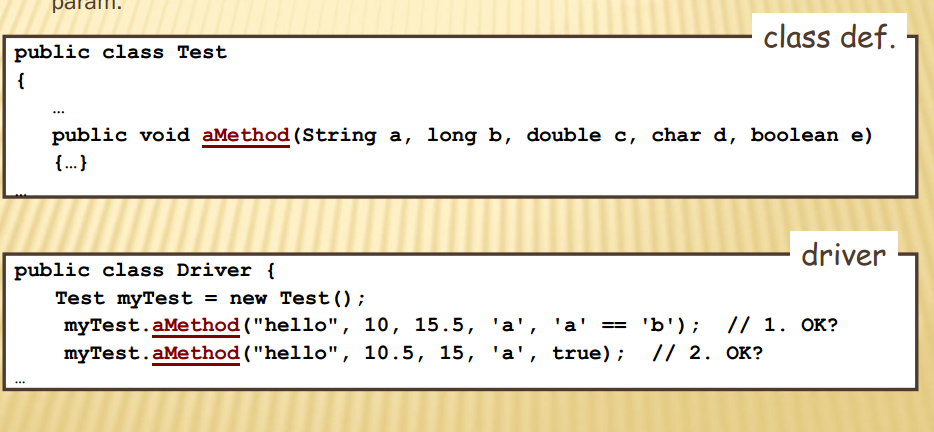 param.
class def.
public class Test
{
…
public void aMethod(String a, long b, double c, char d, boolean e)
{…}
…
driver
public class Driver {
Test myTest = new Test();
myTest.aMethod("hello", 10, 15.5, 'a', 'a' == 'b');  // 1. OK?
myTest.aMethod("hello", 10.5, 15, 'a', true);  // 2. OK?
…